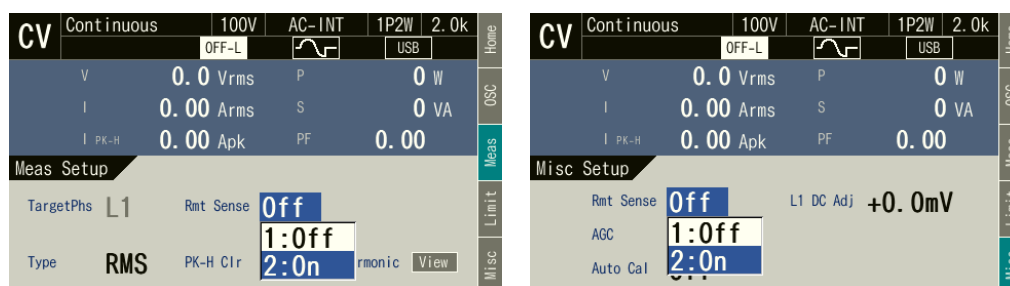 CV Continuous 100V AC-INT 1P2W 2.0k
OFF-L USB
V 0.0 Vrms P 0 W
I 0.00 Arms S 0 VA
I PK-H 0.00 Apk PF 0.00
Meas Setup
TargetPhs L1 Rmt Sense Off
1:Off
Type RMS PK-H Clr 2:On rmonic View
Home
OSC
Meas
Limit
Misc
CV Continuous 100V AC-INT 1P2W 2.0k
OFF-L USB
V 0.0 Vrms P 0 W
I 0.00 Arms S 0 VA
I PK-H 0.00 Apk PF 0.00
Misc Setup
Rmt Sense Off L1 DC Adj +0.0mV
AGC 1:Off
Auto Cal 2:On